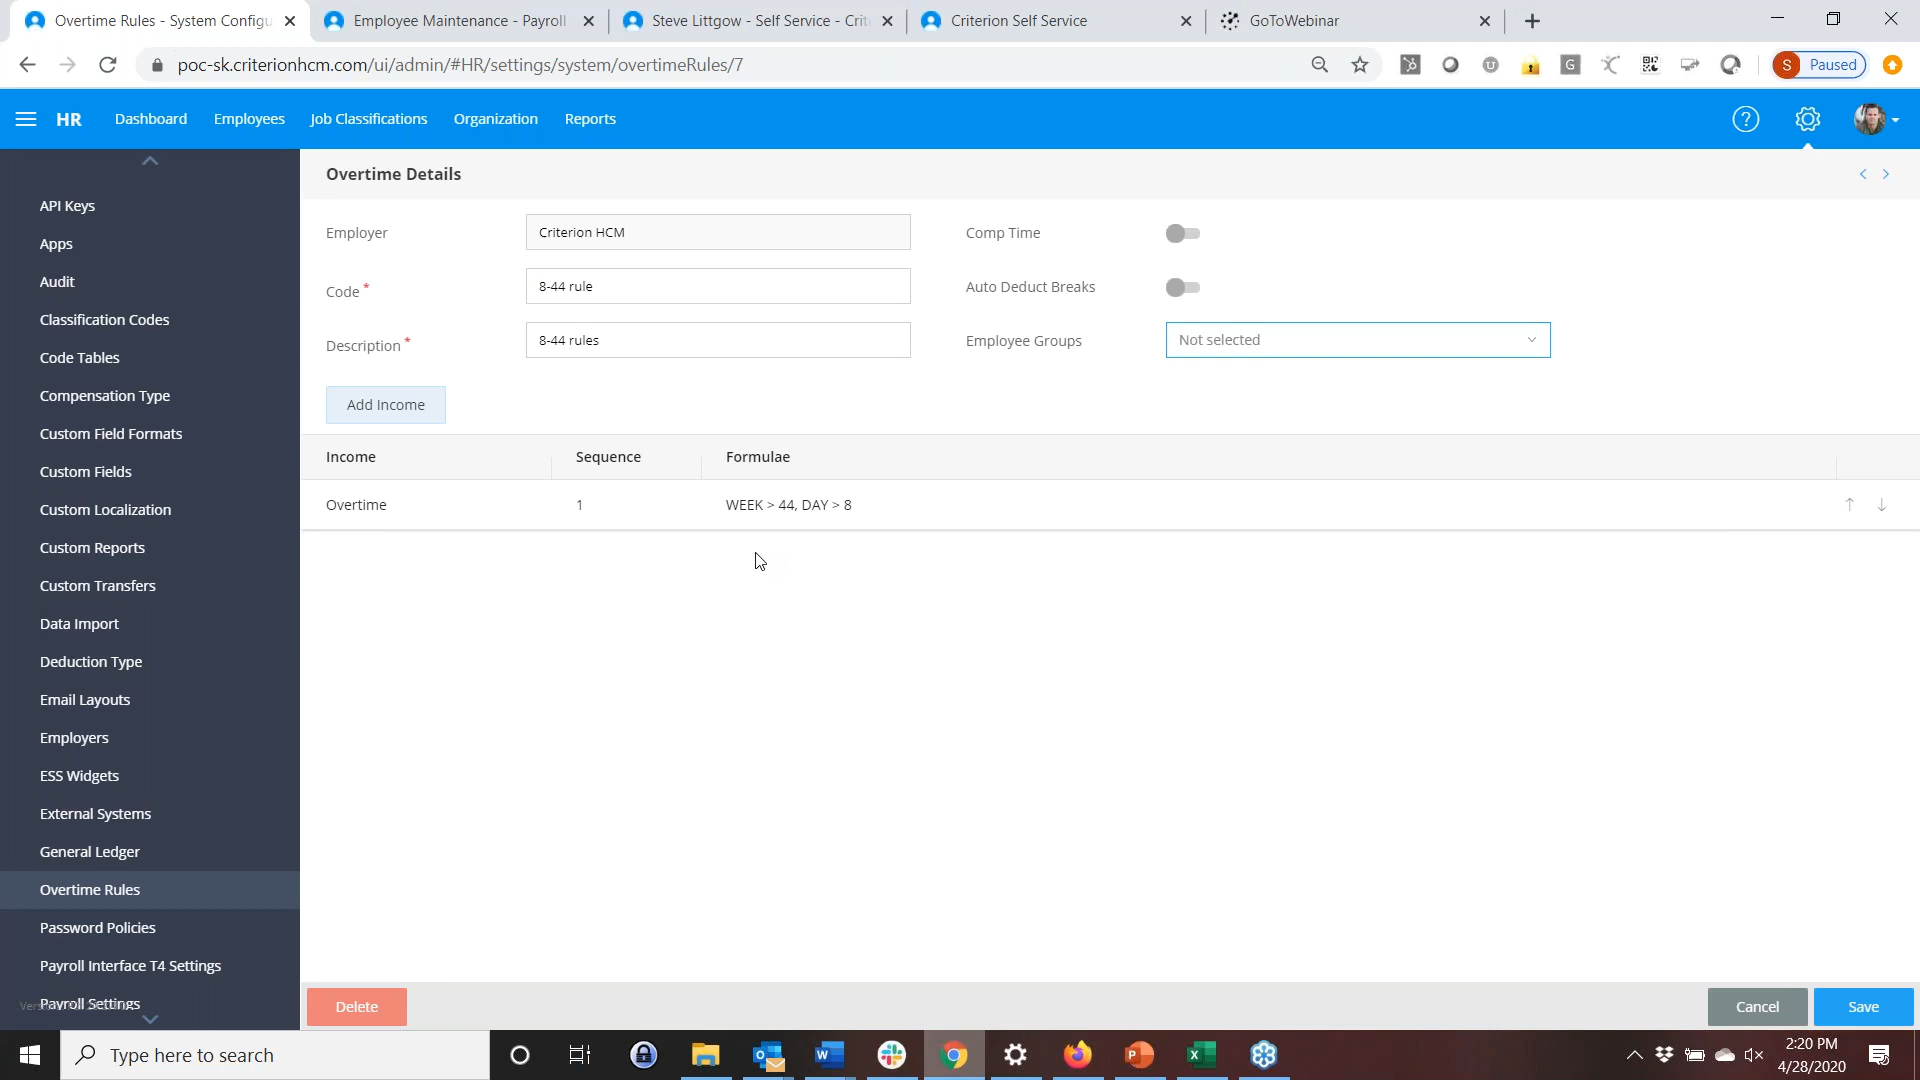 Overtime Rules - System Configu
Employee Maintenance - Payroll
Steve Littgow - Self Service - Crit
Criterion Self Service
GoToWebinar
poc-sk.criterionhcm.com/ui/admin/#HR/settings/system/overtimeRules/7
S Paused
HR
Dashboard
Employees
Job Classifications
Organization
Reports
API Keys
Apps
Audit
Classification Codes
Code Tables
Compensation Type
Custom Field Formats
Custom Fields
Custom Localization
Custom Reports
Custom Transfers
Data Import
Deduction Type
Email Layouts
Employers
ESS Widgets
External Systems
General Ledger
Overtime Rules
Password Policies
Payroll Interface T4 Settings
Payroll Settings
Overtime Details
Employer
Criterion HCM
Code *
8-44 rule
Description *
8-44 rules
Comp Time
Auto Deduct Breaks
Employee Groups
Not selected
Add Income
Income
Sequence
Formulae
Overtime
1
WEEK > 44, DAY > 8
Delete
Cancel
Save
Type here to search
2:20 PM
4/28/2020